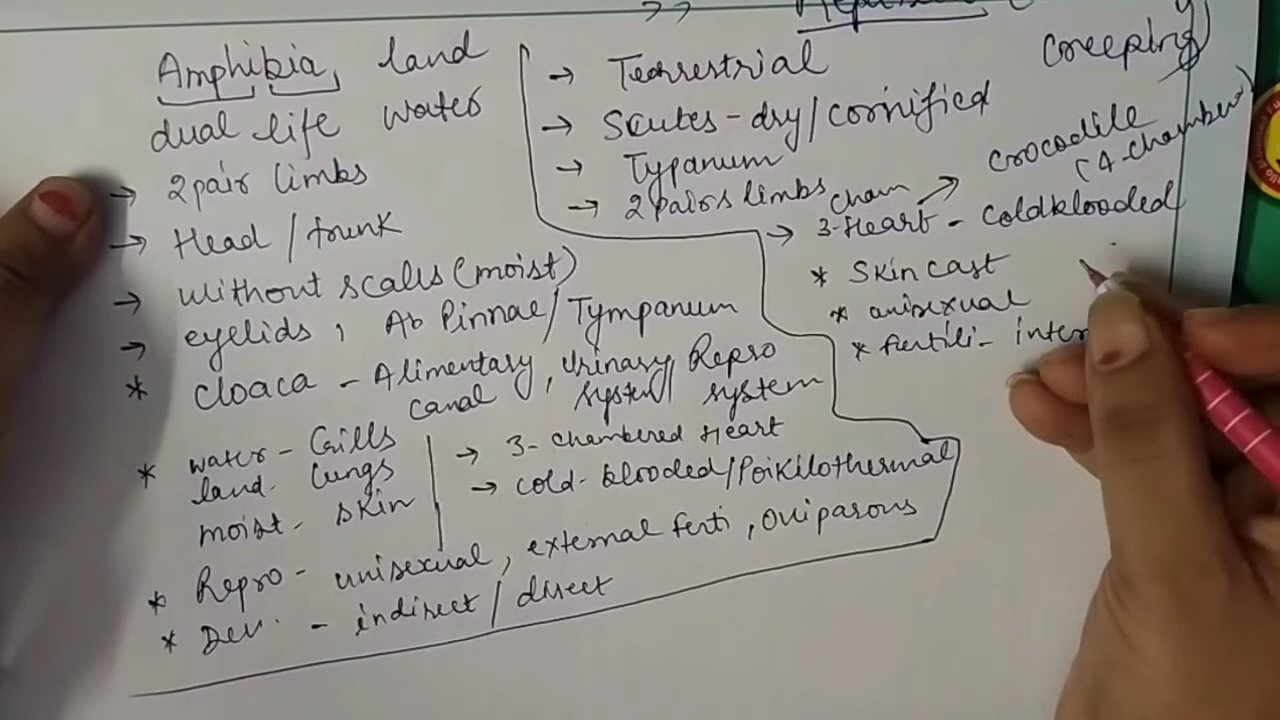 Amphibia, land
dual life water
→ 2 pair limbs
→ Head / trunk
→ without scales (moist)
→ eyelids, Ab Pinnae / Tympanum
* cloaca - Alimentary canal, Urinary system / Repro system
* water - Gills
land - lungs
moist - skin
→ 3 - chambered Heart
→ cold - blooded / Poikilothermal
* Repro - unisexual, external ferti, oviparous
* Dev. - indirect / direct
creeping)
→ Terrestrial
→ Scutes - dry / cornified
→ Typanum
→ 2 pairs limbs
→ 3 - cham Heart - Coldblooded
→ crocodile
(4-chamber)
* Skin cast
* unisexual
* fertili - inter